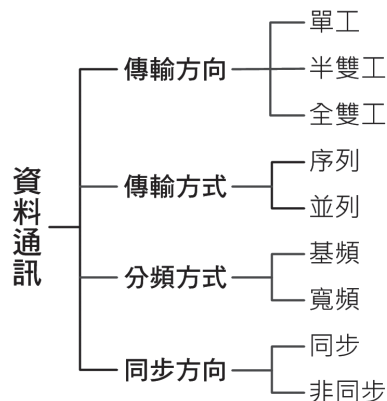 資料通訊
傳輸方向
單工
半雙工
全雙工
傳輸方式
序列
並列
分頻方式
基頻
寬頻
同步方向
同步
非同步